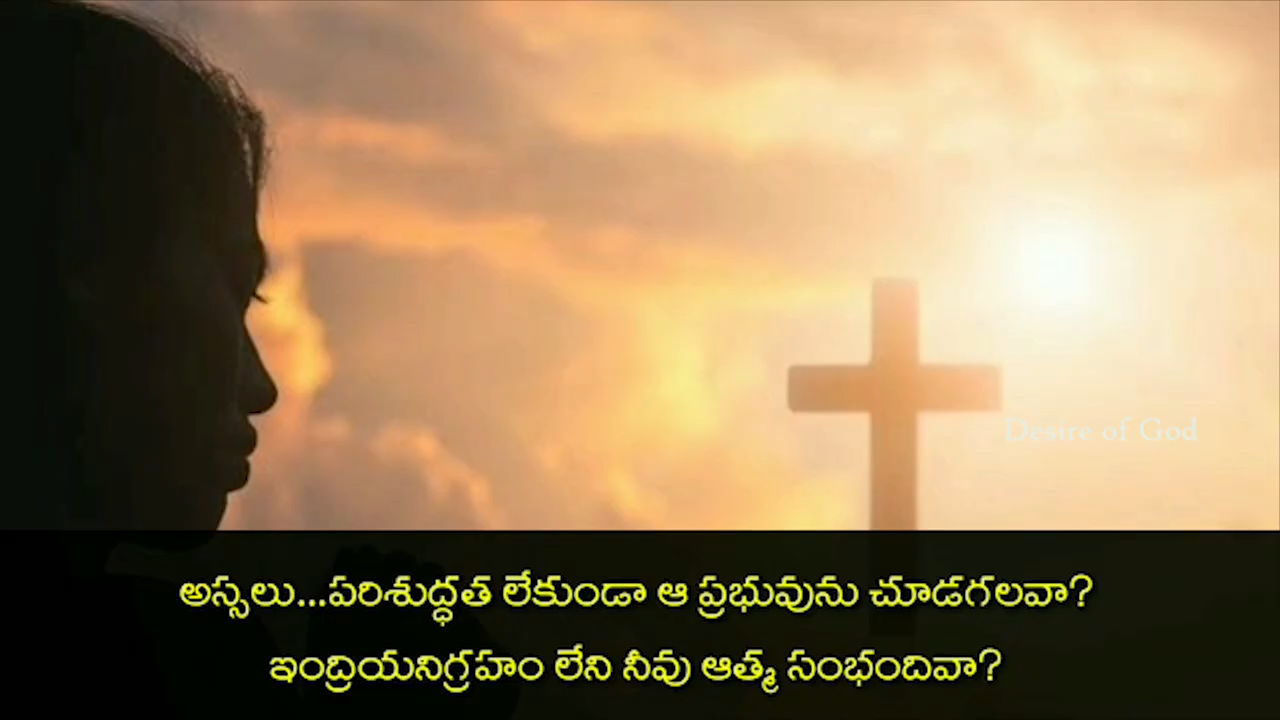 Desire of God
అస్సలు...పరిశుద్ధత లేకుండా ఆ ప్రభువును చూడగలవా?
ఇంద్రియనిగ్రహం లేని నీవు ఆత్మ సంభందివా?